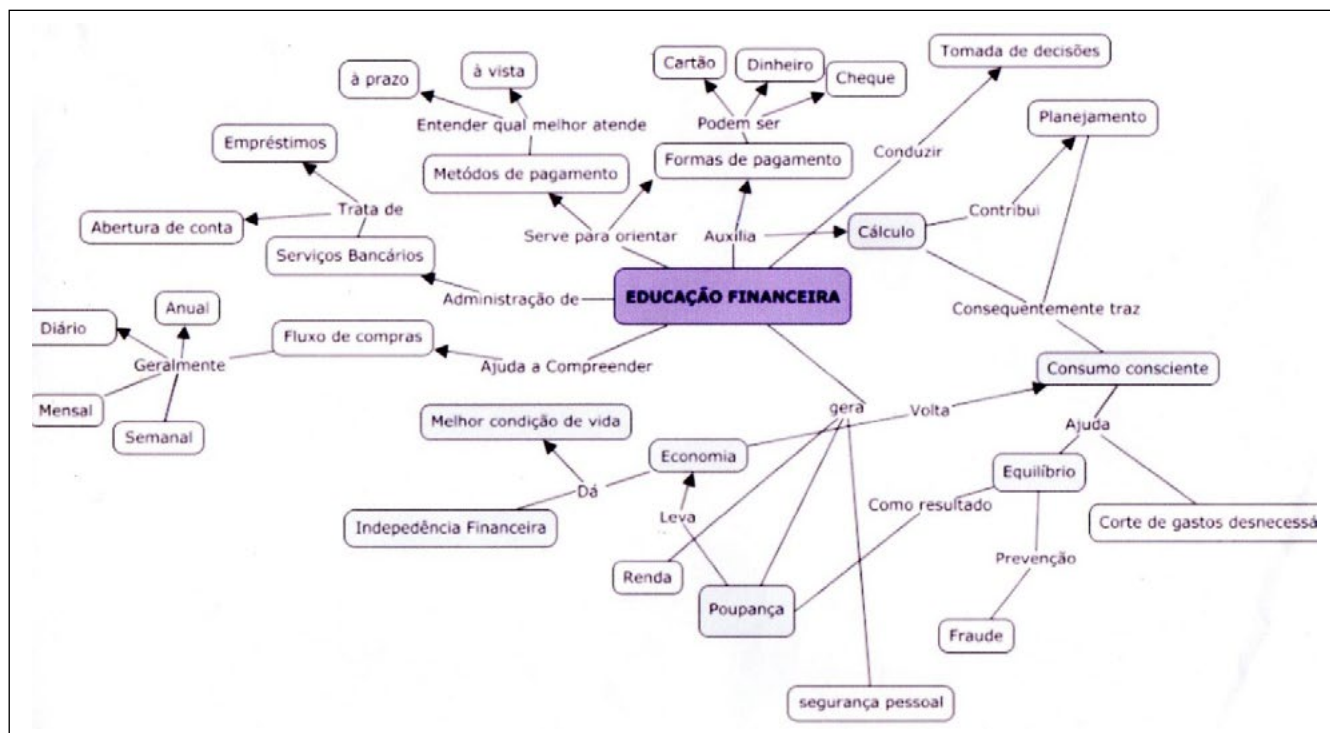 Tomada de decisões
Cartão
Dinheiro
Cheque
à vista
à prazo
Planejamento
Entender qual melhor atende
Podem ser
Empréstimos
Formas de pagamento
Conduzir
Metódos de pagamento
Contribui
Trata de
Abertura de conta
Serve para orientar
Auxilia
Cálculo
Serviços Bancários
EDUCAÇÃO FINANCEIRA
Administração de
Anual
Consequentemente traz
Diário
Fluxo de compras
Geralmente
Ajuda a Compreender
Consumo consciente
Mensal
gera
Volta
Melhor condição de vida
Ajuda
Semanal
Economia
Equilíbrio
Dá
Como resultado
Indepedência Financeira
Leva
Corte de gastos desnecessá
Prevenção
Renda
Poupança
Fraude
segurança pessoal